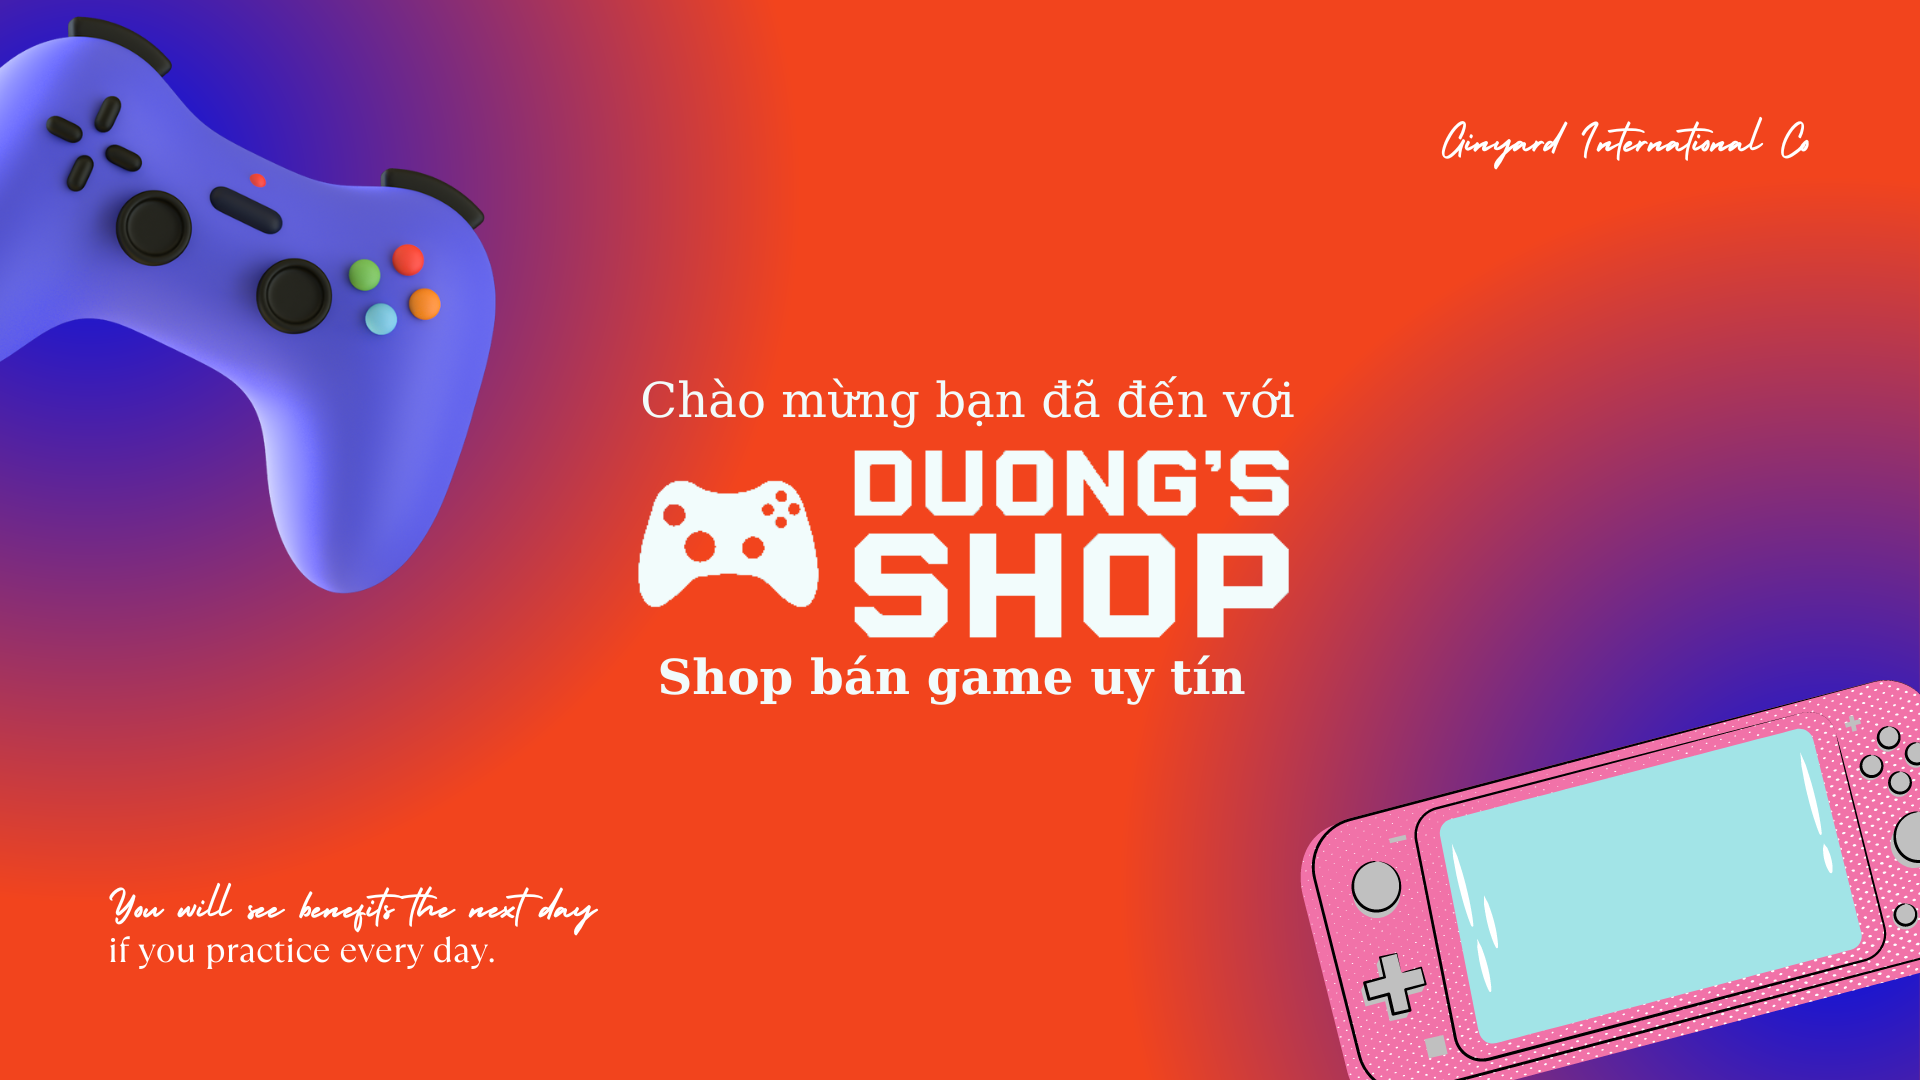 Ginyard International Co
Chào mừng bạn đã đến với
DUONG'S
SHOP
Shop bán game uy tín
You will see benefits the next day
if you practice every day.